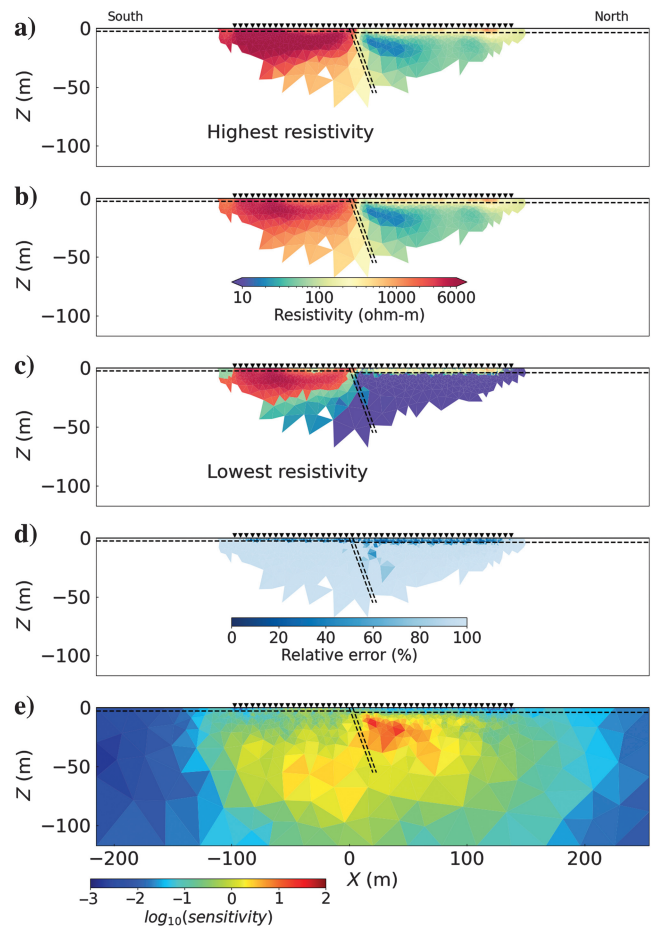 South
North
a)
0
−50
−100
Z (m)
Highest resistivity
b)
0
−50
−100
Z (m)
10
100
1000
6000
Resistivity (ohm-m)
c)
0
−50
−100
Z (m)
Lowest resistivity
d)
0
−50
−100
Z (m)
0
20
40
60
80
100
Relative error (%)
e)
0
−50
−100
Z (m)
−200
−100
0
100
200
X (m)
−3
−2
−1
0
1
2
log10(sensitivity)